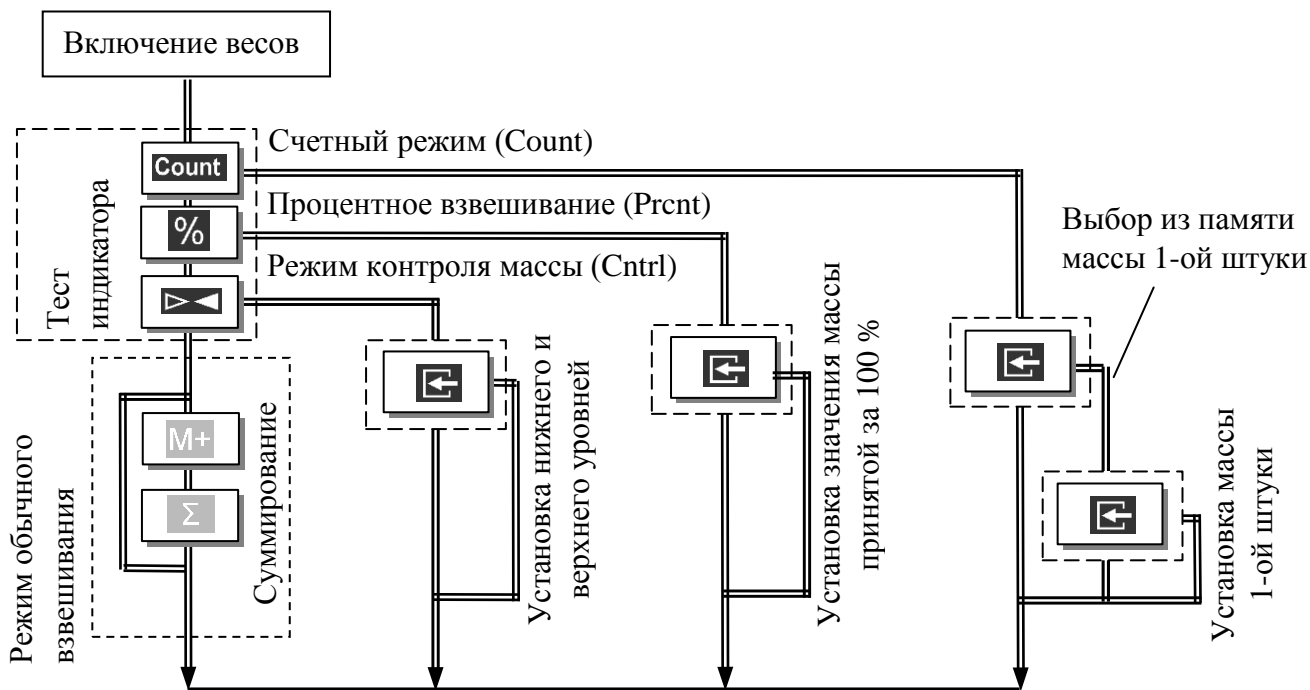 Включение весов
Счетный режим (Count)
Count
Процентное взвешивание (Prcnt)
%
Режим контроля массы (Cntrl)
Тест
индикатора
Выбор из памяти
массы 1-ой штуки
M+
Σ
Режим обычного
взвешивания
Суммирование
Установка нижнего и
верхнего уровней
Установка значения массы
принятой за 100 %
Установка массы
1-ой штуки